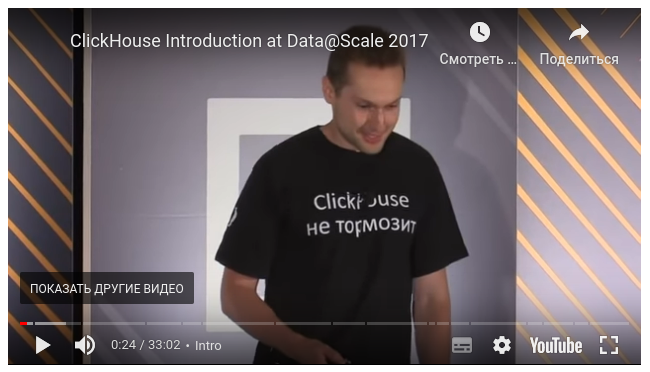 ClickHouse Introduction at Data@Scale 2017
Смотреть ...
Поделиться
ClickHouse
не тормозит
ПОКАЗАТЬ ДРУГИЕ ВИДЕО
0:24 / 33:02 • Intro
YouTube